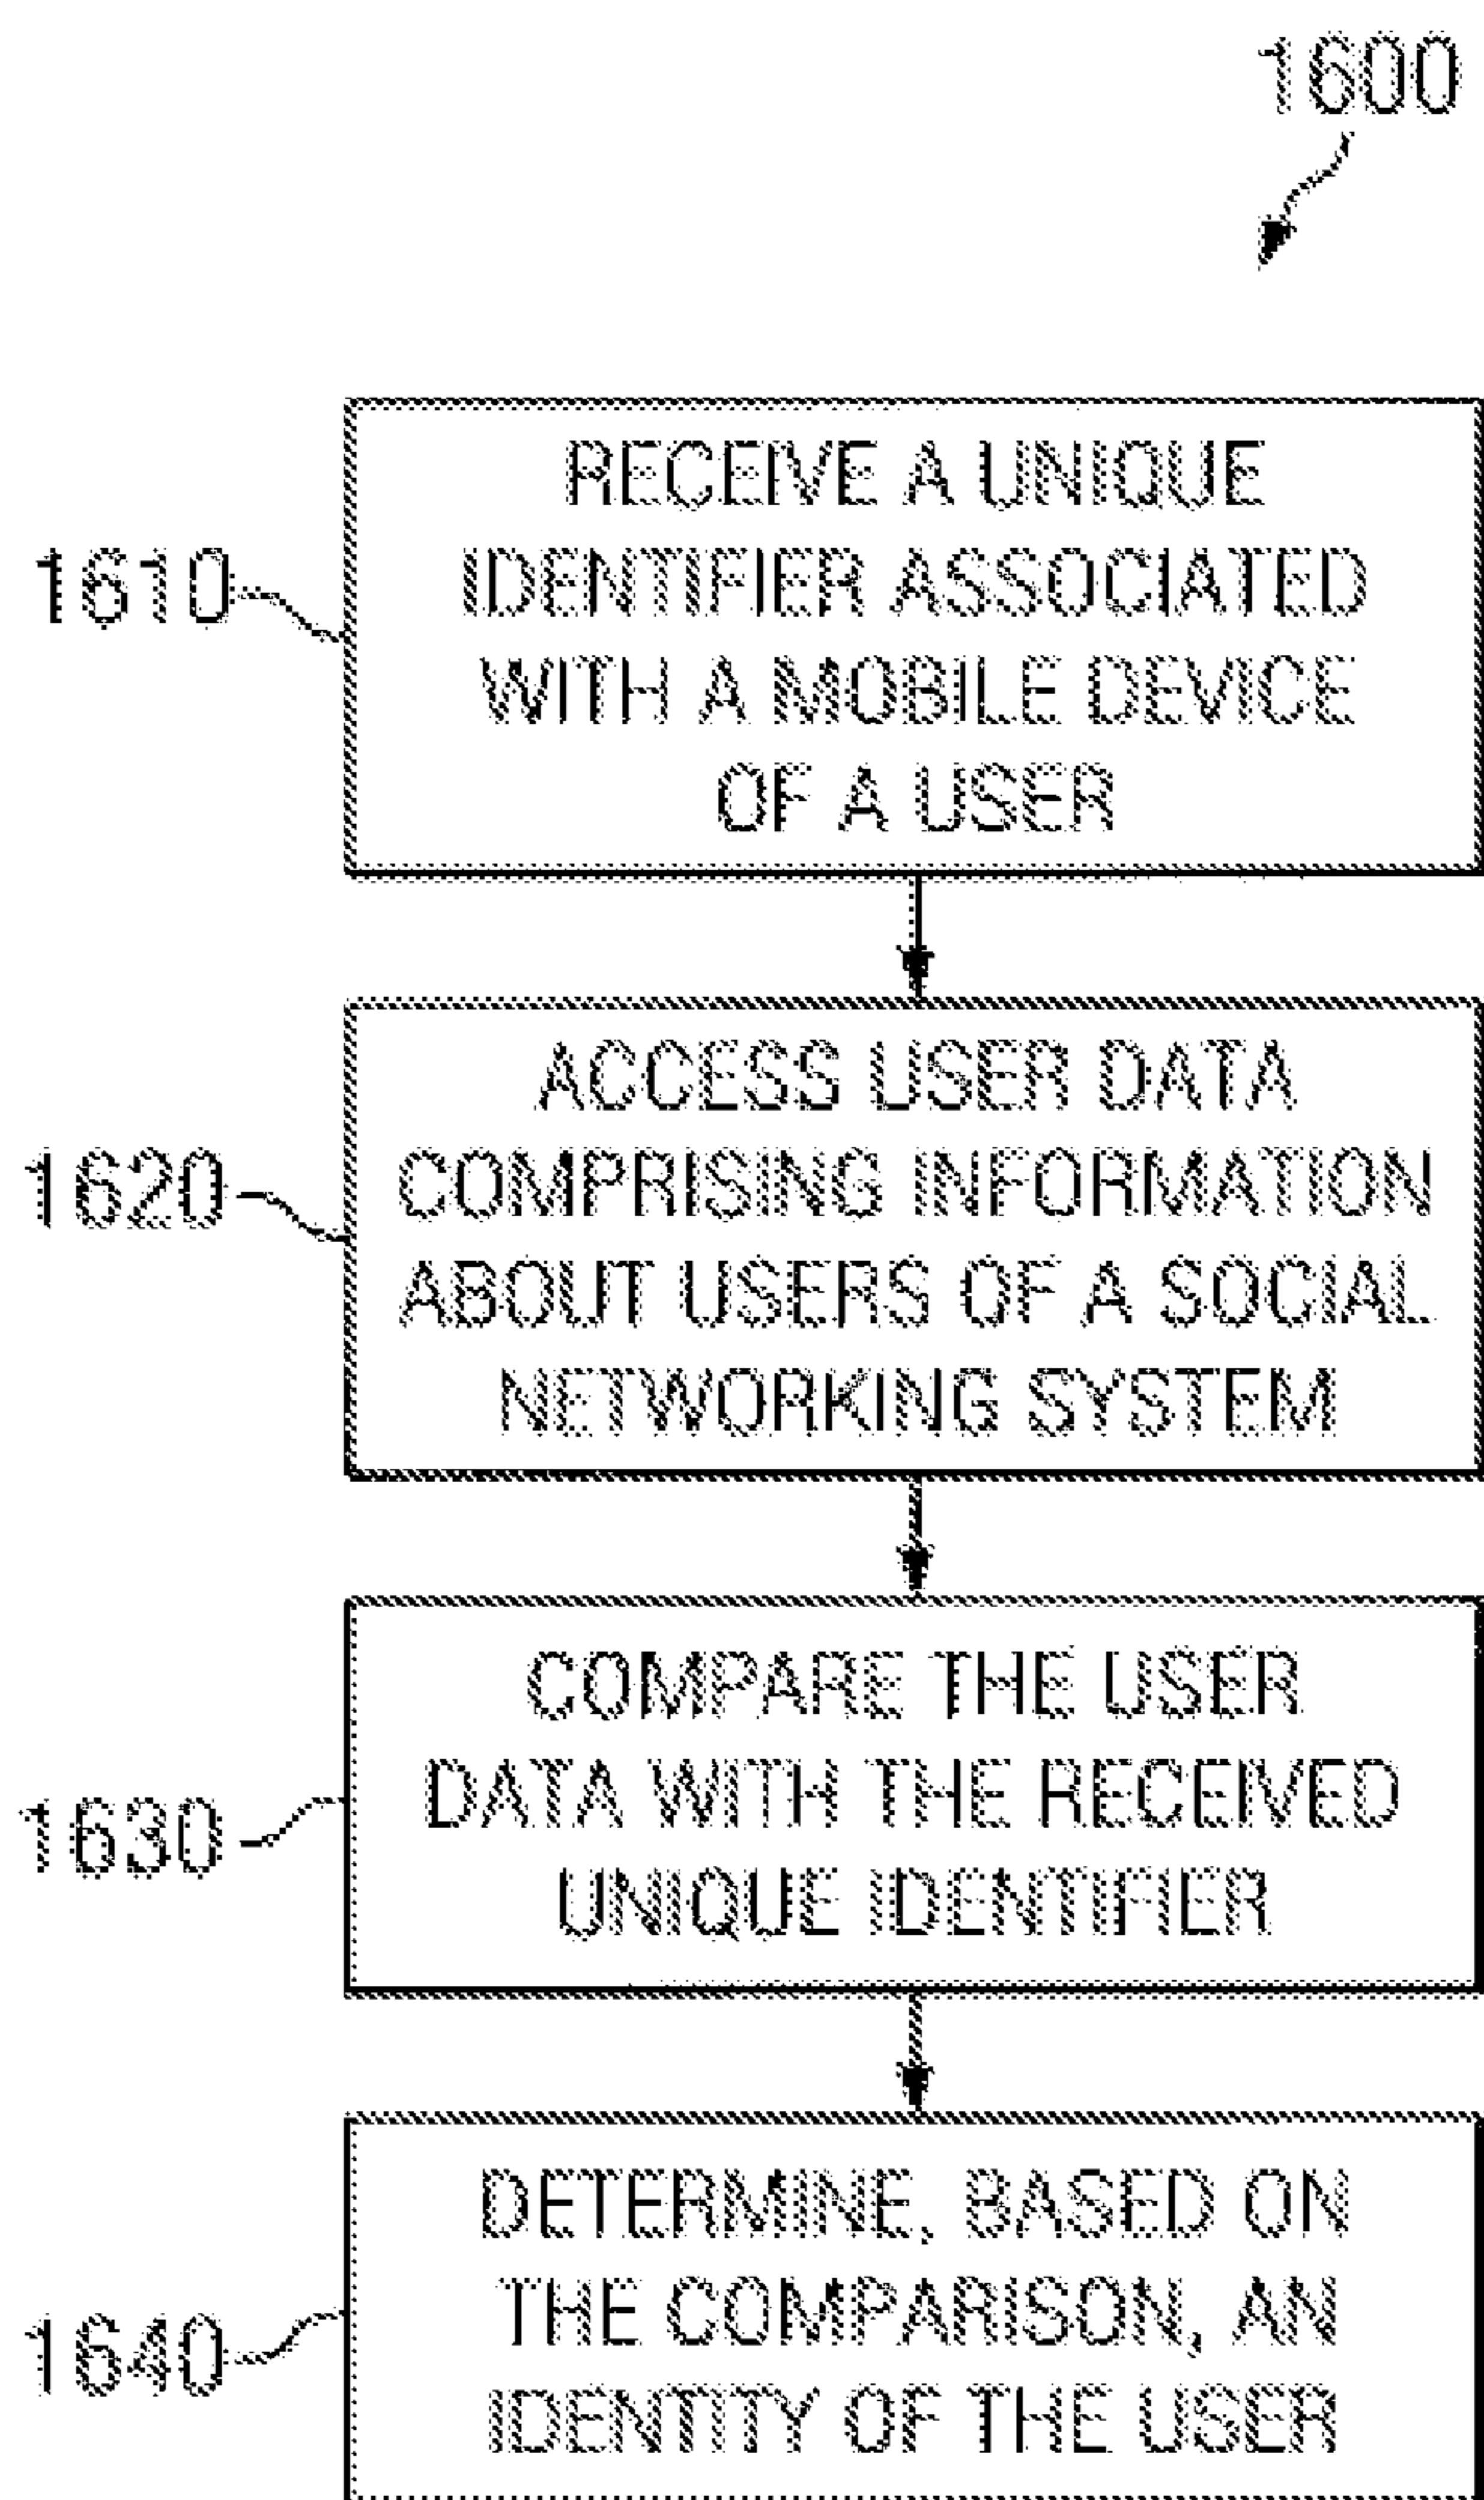 1600
RECEIVE A UNIQUE
IDENTIFIER ASSOCIATED
WITH A MOBILE DEVICE
OF A USER
1610
ACCESS USER DATA
COMPRISING INFORMATION
ABOUT USERS OF A SOCIAL
NETWORKING SYSTEM
1620
COMPARE THE USER
DATA WITH THE RECEIVED
UNIQUE IDENTIFIER
1630
DETERMINE, BASED ON
THE COMPARISON, AN
IDENTITY OF THE USER
1640